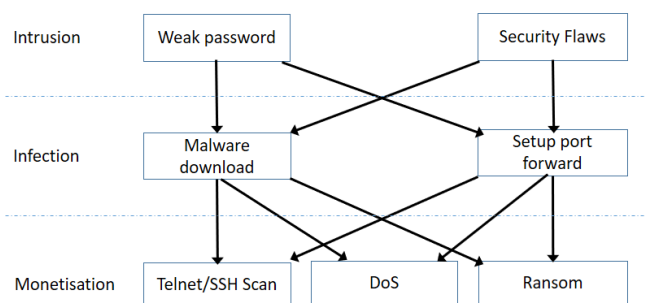 Intrusion
Weak password
Security Flaws
Infection
Malware
download
Setup port
forward
Monetisation
Telnet/SSH Scan
DoS
Ransom